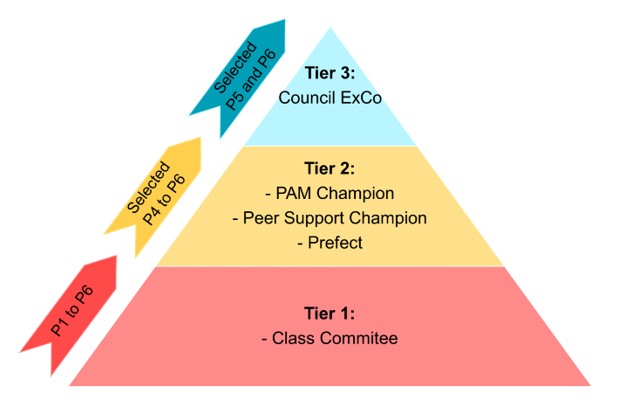 Selected
P5 and P6
Tier 3:
Council ExCo
Selected
P4 to P6
Tier 2:
- PAM Champion
- Peer Support Champion
- Prefect
P1 to P6
Tier 1:
- Class Commitee